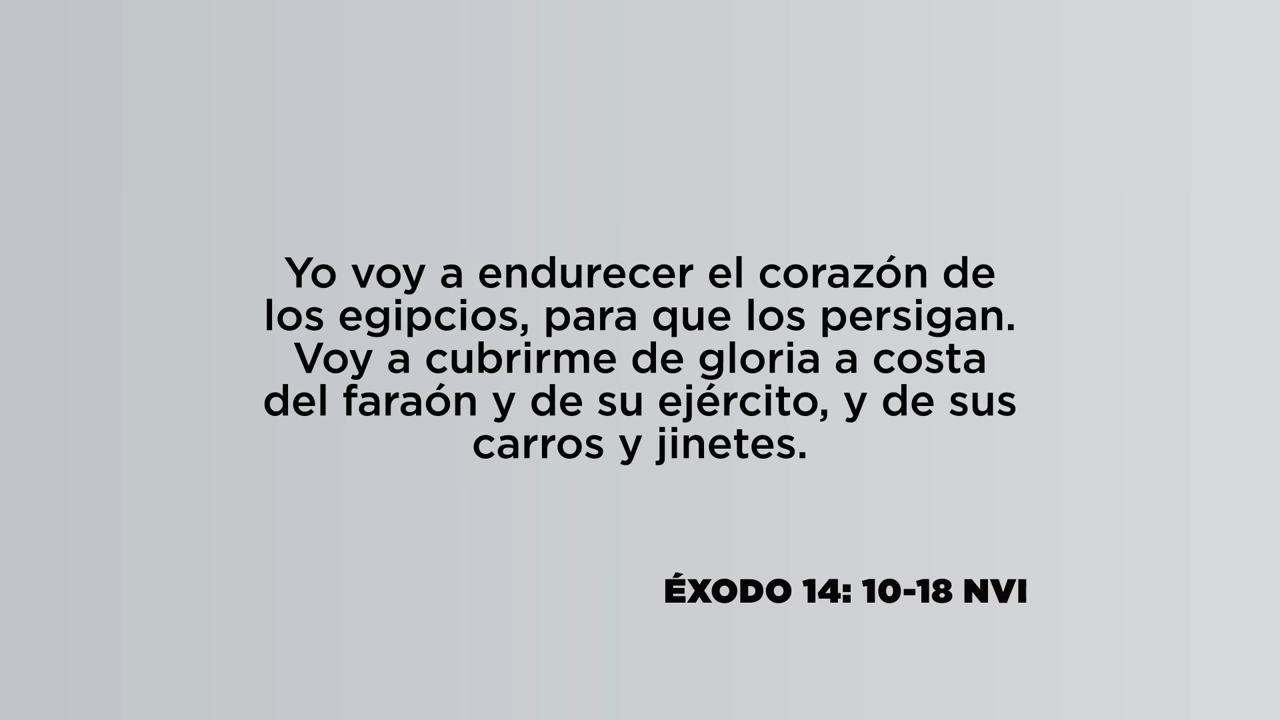 Yo voy a endurecer el corazón de
los egipcios, para que los persigan.
Voy a cubrirme de gloria a costa
del faraón y de su ejército, y de sus
carros y jinetes.
ÉXODO 14: 10-18 NVI